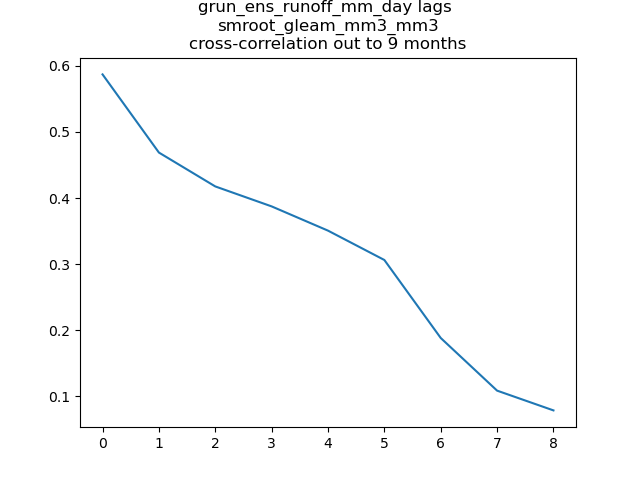 grun_ens_runoff_mm_day lags
smroot_gleam_mm3_mm3
cross-correlation out to 9 months
0.6
0.5
0.4
0.3
0.2
0.1
0 1 2 3 4 5 6 7 8